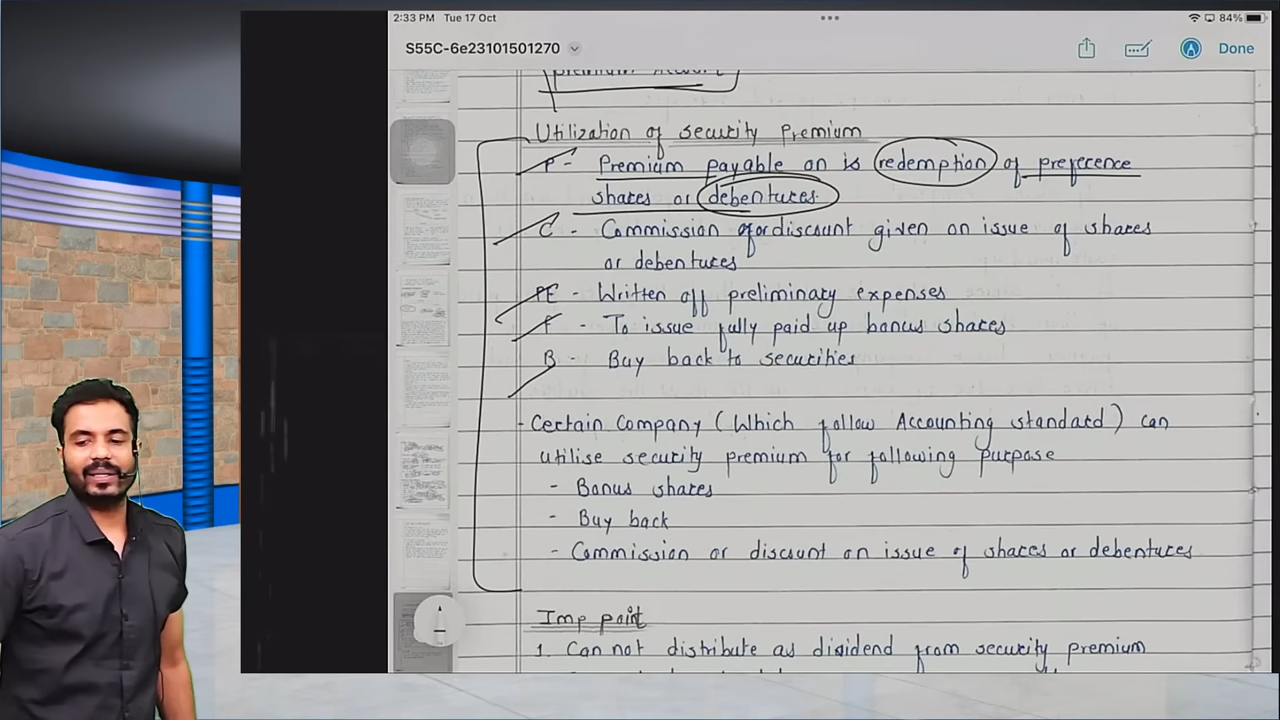 2:33 PM Tue 17 Oct
84%
S55C-6e23101501270
Done
premium Account
Utilization of security Premium
P - Premium payable on is redemption of preference
shares or debentures.
C - Commission of or discount given on issue of shares
or debentures
PE - Written off preliminary expenses
F - To issue fully paid up bonus shares
B - Buy back to securities
- Certain Company (Which follow Accounting standard) can
utilise security premium for following purpose
- Bonus shares
- Buy back
- Commission or discount on issue of shares or debentures
Imp point
1. Can not distribute as dividend from security premium